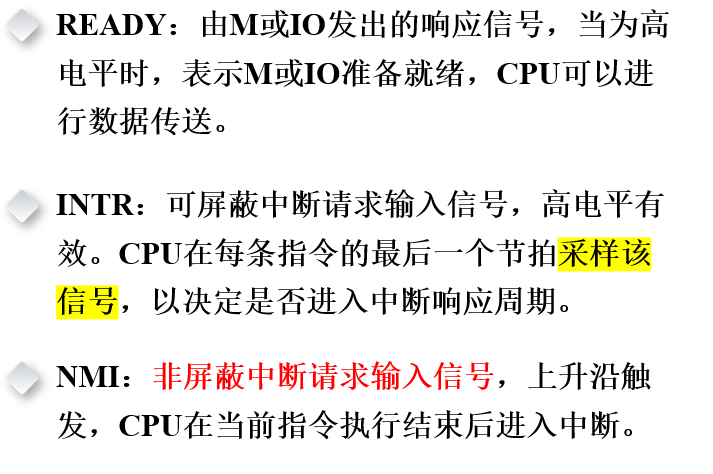 READY：由M或IO发出的响应信号，当为高
电平时，表示M或IO准备就绪，CPU可以进
行数据传送。
INTR：可屏蔽中断请求输入信号，高电平有
效。CPU在每条指令的最后一个节拍采样该
信号，以决定是否进入中断响应周期。
NMI：非屏蔽中断请求输入信号，上升沿触
发，CPU在当前指令执行结束后进入中断。